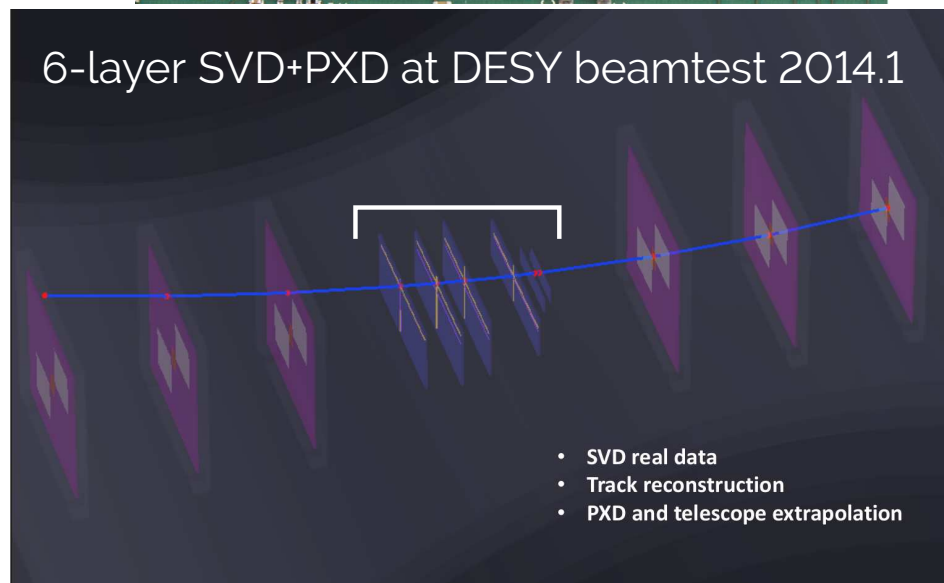 6-layer SVD+PXD at DESY beamtest 2014.1
• SVD real data
• Track reconstruction
• PXD and telescope extrapolation